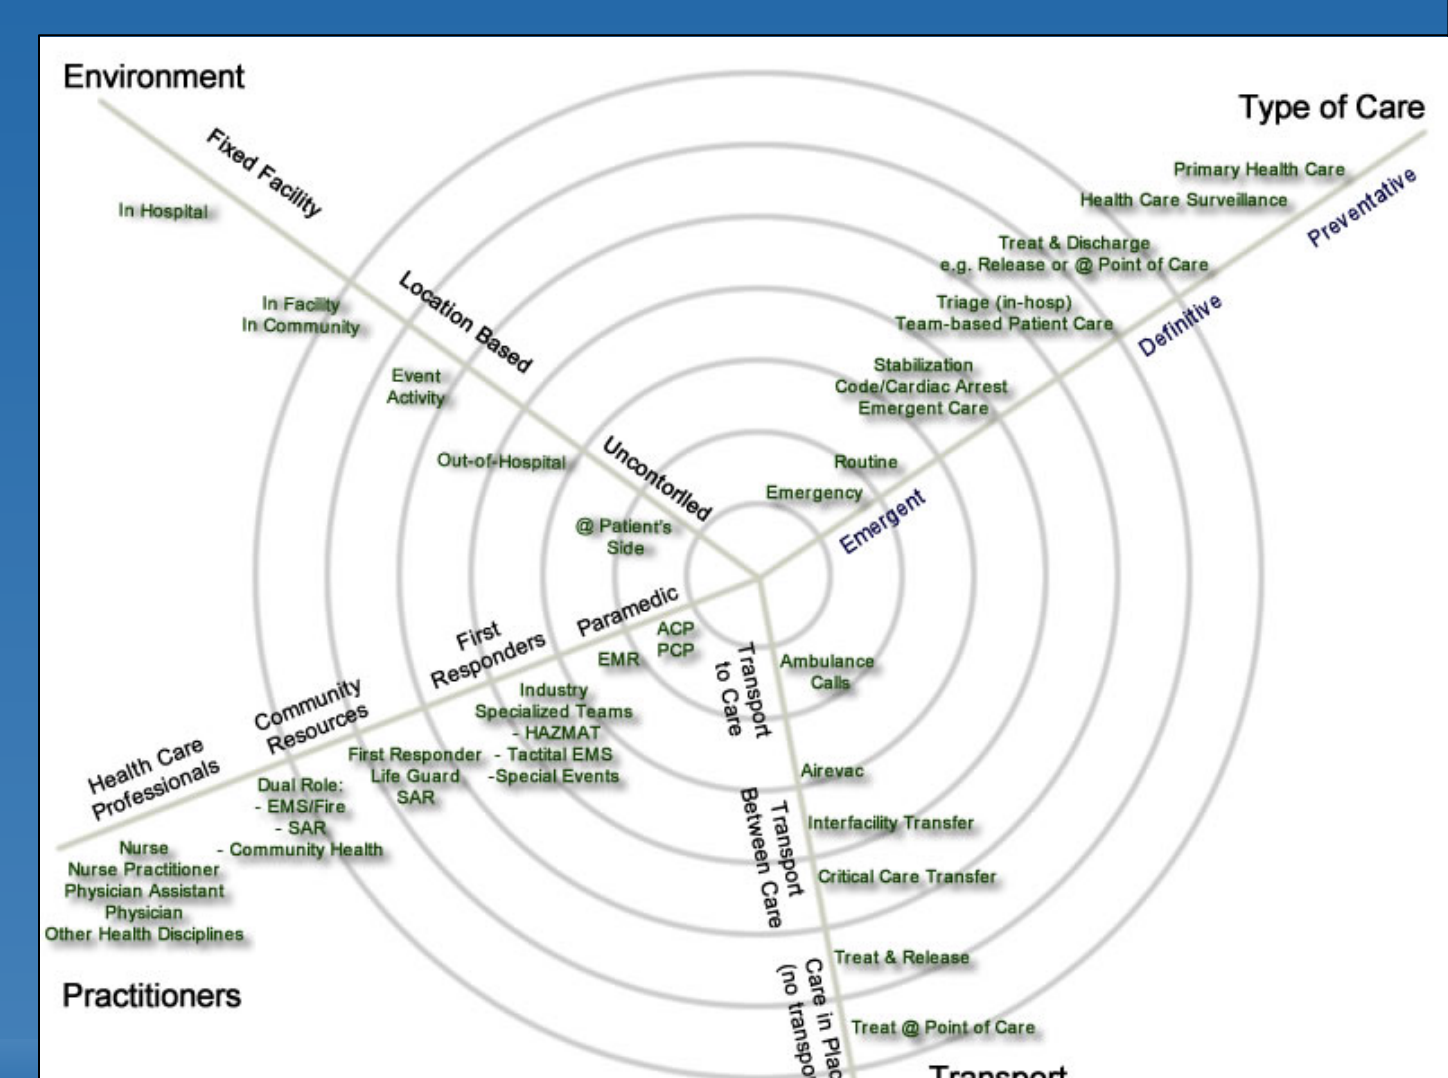 Environment
Fixed Facility
In Hospital
In Facility
In Community
Location Based
Event
Activity
Out-of-Hospital
Uncontorlled
@ Patient's
Side
Type of Care
Primary Health Care
Health Care Surveillance
Preventative
Treat & Discharge
e.g. Release or @ Point of Care
Triage (in-hosp)
Team-based Patient Care
Definitive
Stabilization
Code/Cardiac Arrest
Emergent Care
Routine
Emergency
Emergent
Paramedic
ACP
PCP
EMR
First
Responders
Industry
Specialized Teams
- HAZMAT
- Tactital EMS
-Special Events
Community
Resources
First Responder
Life Guard
SAR
Health Care
Professionals
Dual Role:
- EMS/Fire
- SAR
- Community Health
Nurse
Nurse Practitioner
Physician Assistant
Physician
Other Health Disciplines
Practitioners
Transport
to Care
Ambulance
Calls
Airevac
Transport
Between Care
Interfacility Transfer
Critical Care Transfer
Treat & Release
Care in Plac
(no transpo
Treat @ Point of Care
Transport